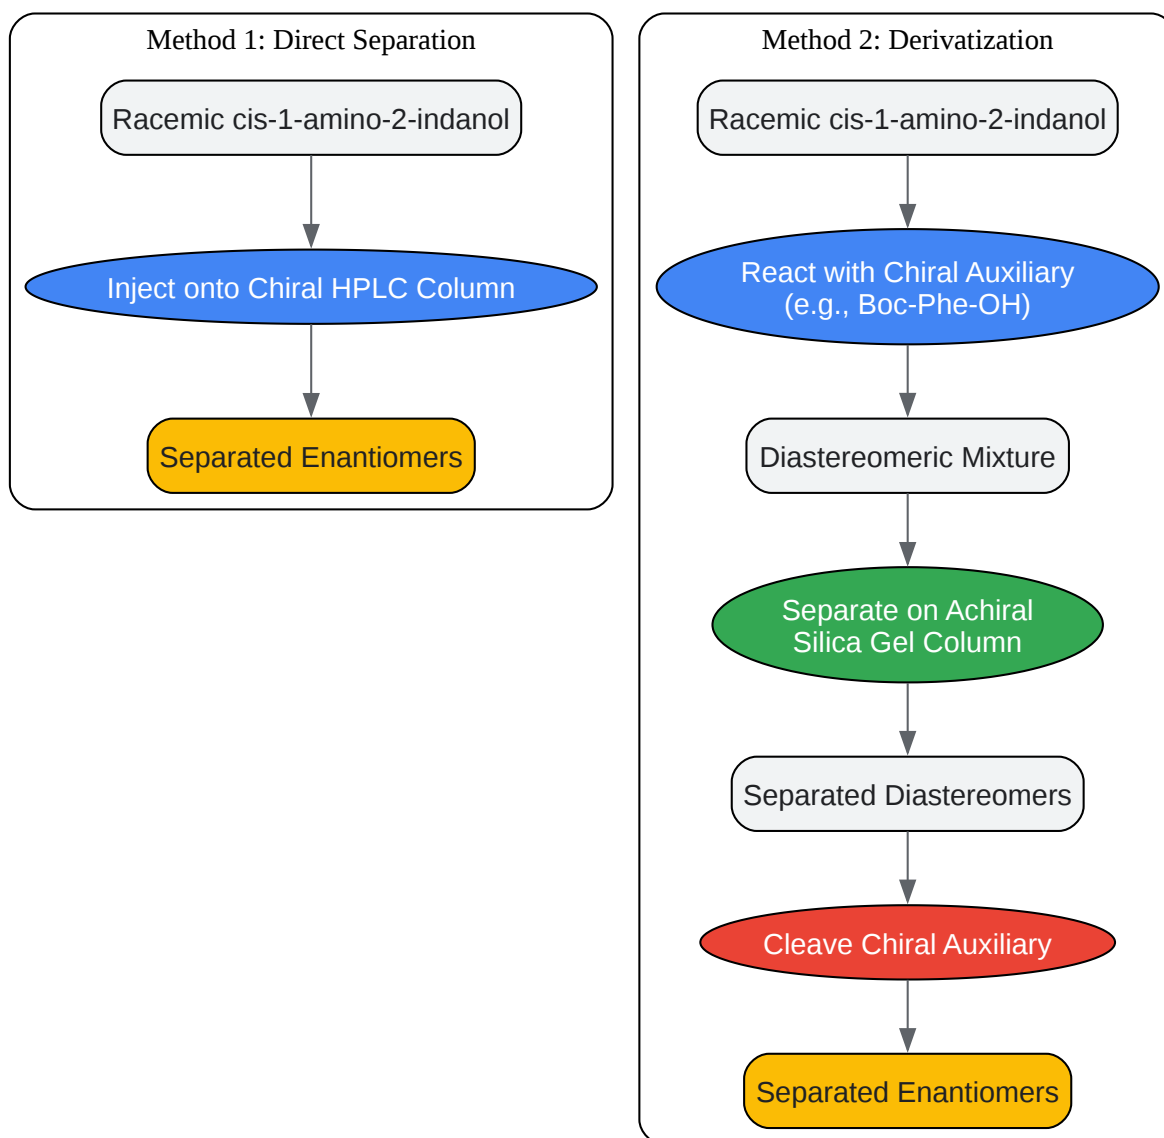 Method 1: Direct Separation
Racemic cis-1-amino-2-indanol
Inject onto Chiral HPLC Column
Separated Enantiomers
Method 2: Derivatization
Racemic cis-1-amino-2-indanol
React with Chiral Auxiliary
(e.g., Boc-Phe-OH)
Diastereomeric Mixture
Separate on Achiral
Silica Gel Column
Separated Diastereomers
Cleave Chiral Auxiliary
Separated Enantiomers